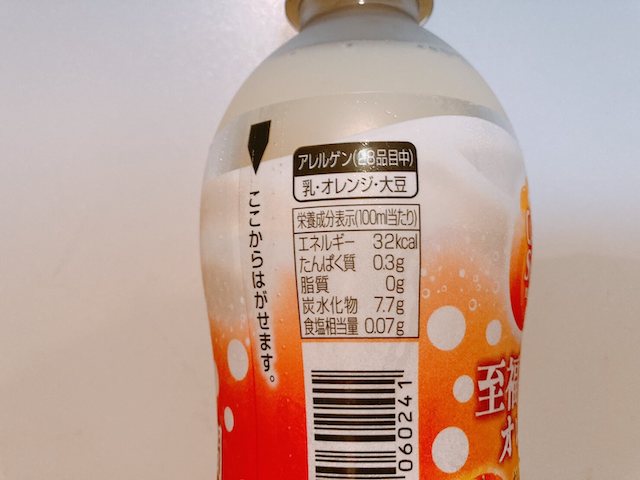 アレルゲン(28品目中)
乳・オレンジ・大豆
栄養成分表示(100ml当たり)
エネルギー 32kcal
たんぱく質 0.3g
脂質 0g
炭水化物 7.7g
食塩相当量 0.07g
ここからはがせます。
060241
至福
オ